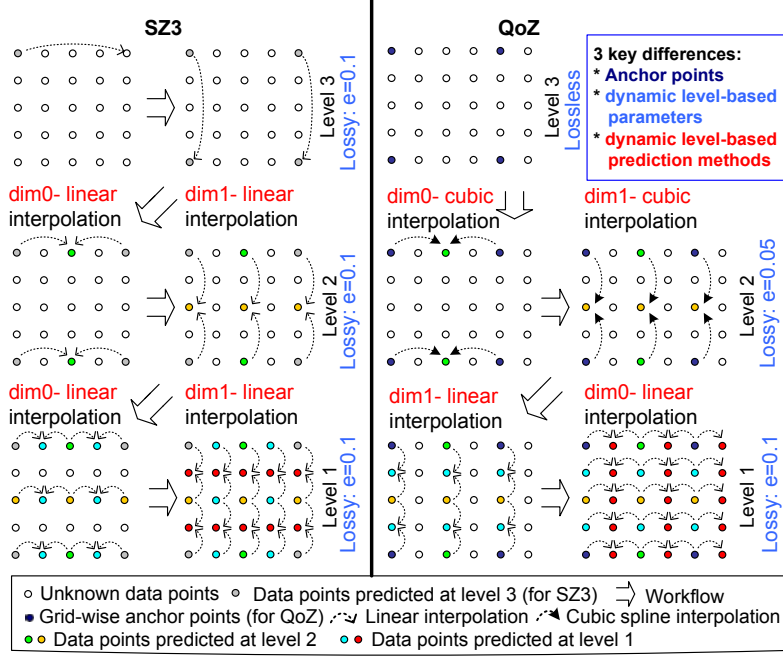 SZ3
QoZ
3 key differences:
* Anchor points
* dynamic level-based
parameters
* dynamic level-based
prediction methods
Level 3
Lossy: e=0.1
Level 3
Lossless
dim0- linear
interpolation
dim1- linear
interpolation
dim0- cubic
interpolation
dim1- cubic
interpolation
Level 2
Lossy: e=0.1
Level 2
Lossy: e=0.05
dim0- linear
interpolation
dim1- linear
interpolation
dim1- linear
interpolation
dim0- linear
interpolation
Level 1
Lossy: e=0.1
Level 1
Lossy: e=0.1
Unknown data points
Data points predicted at level 3 (for SZ3)
Workflow
Grid-wise anchor points (for QoZ)
Linear interpolation
Cubic spline interpolation
Data points predicted at level 2
Data points predicted at level 1